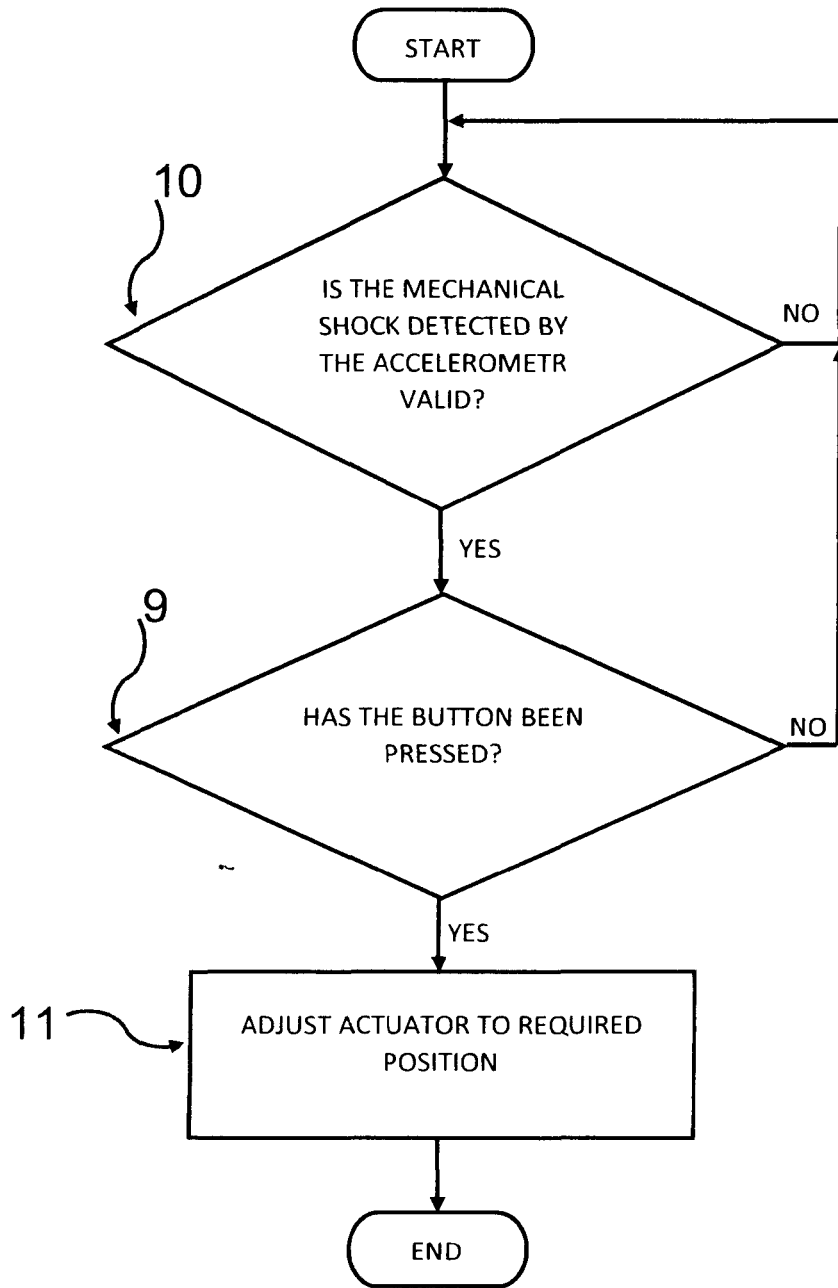 START
10
IS THE MECHANICAL
SHOCK DETECTED BY
THE ACCELEROMETR
VALID?
NO
YES
9
HAS THE BUTTON BEEN
PRESSED?
NO
YES
11
ADJUST ACTUATOR TO REQUIRED
POSITION
END